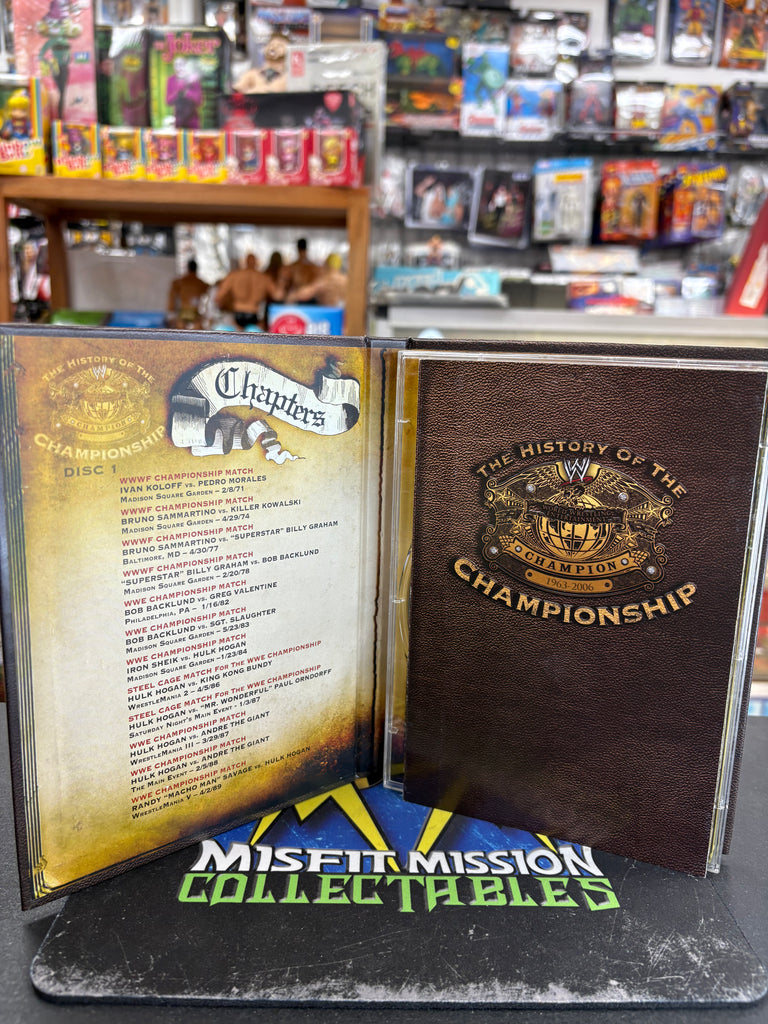 The Joker
The History Of The
CHAMPION
Championship
Disc 1
Chapters
WWWF Championship Match
Ivan Koloff vs. Pedro Morales
Madison Square Garden – 2/8/71
WWWF Championship Match
Bruno Sammartino vs. Killer Kowalski
Madison Square Garden – 4/29/74
WWWF Championship Match
Bruno Sammartino vs. "Superstar" Billy Graham
Baltimore, MD – 4/30/77
WWWF Championship Match
"Superstar" Billy Graham vs. Bob Backlund
Madison Square Garden – 2/20/78
WWE Championship Match
Bob Backlund vs. Greg Valentine
Philadelphia, PA – 1/16/82
WWE Championship Match
Bob Backlund vs. Sgt. Slaughter
Madison Square Garden – 5/23/83
WWE Championship Match
Iron Sheik vs. Hulk Hogan
Madison Square Garden –1/23/84
Steel Cage Match For The WWE Championship
Hulk Hogan vs. King Kong Bundy
WrestleMania 2 – 4/5/86
Steel Cage Match For The WWE Championship
Hulk Hogan vs. "Mr. Wonderful" Paul Orndorff
Saturday Night's Main Event - 1/3/87
WWE Championship Match
Hulk Hogan vs. Andre The Giant
WrestleMania III – 3/29/87
WWE Championship Match
Hulk Hogan vs. Andre The Giant
The Main Event – 2/5/88
WWE Championship Match
Randy "Macho Man" Savage vs. Hulk Hogan
WrestleMania V – 4/2/89
The History Of The
W
CHAMPION
1963-2006
Championship
Misfit Mission
Collectables